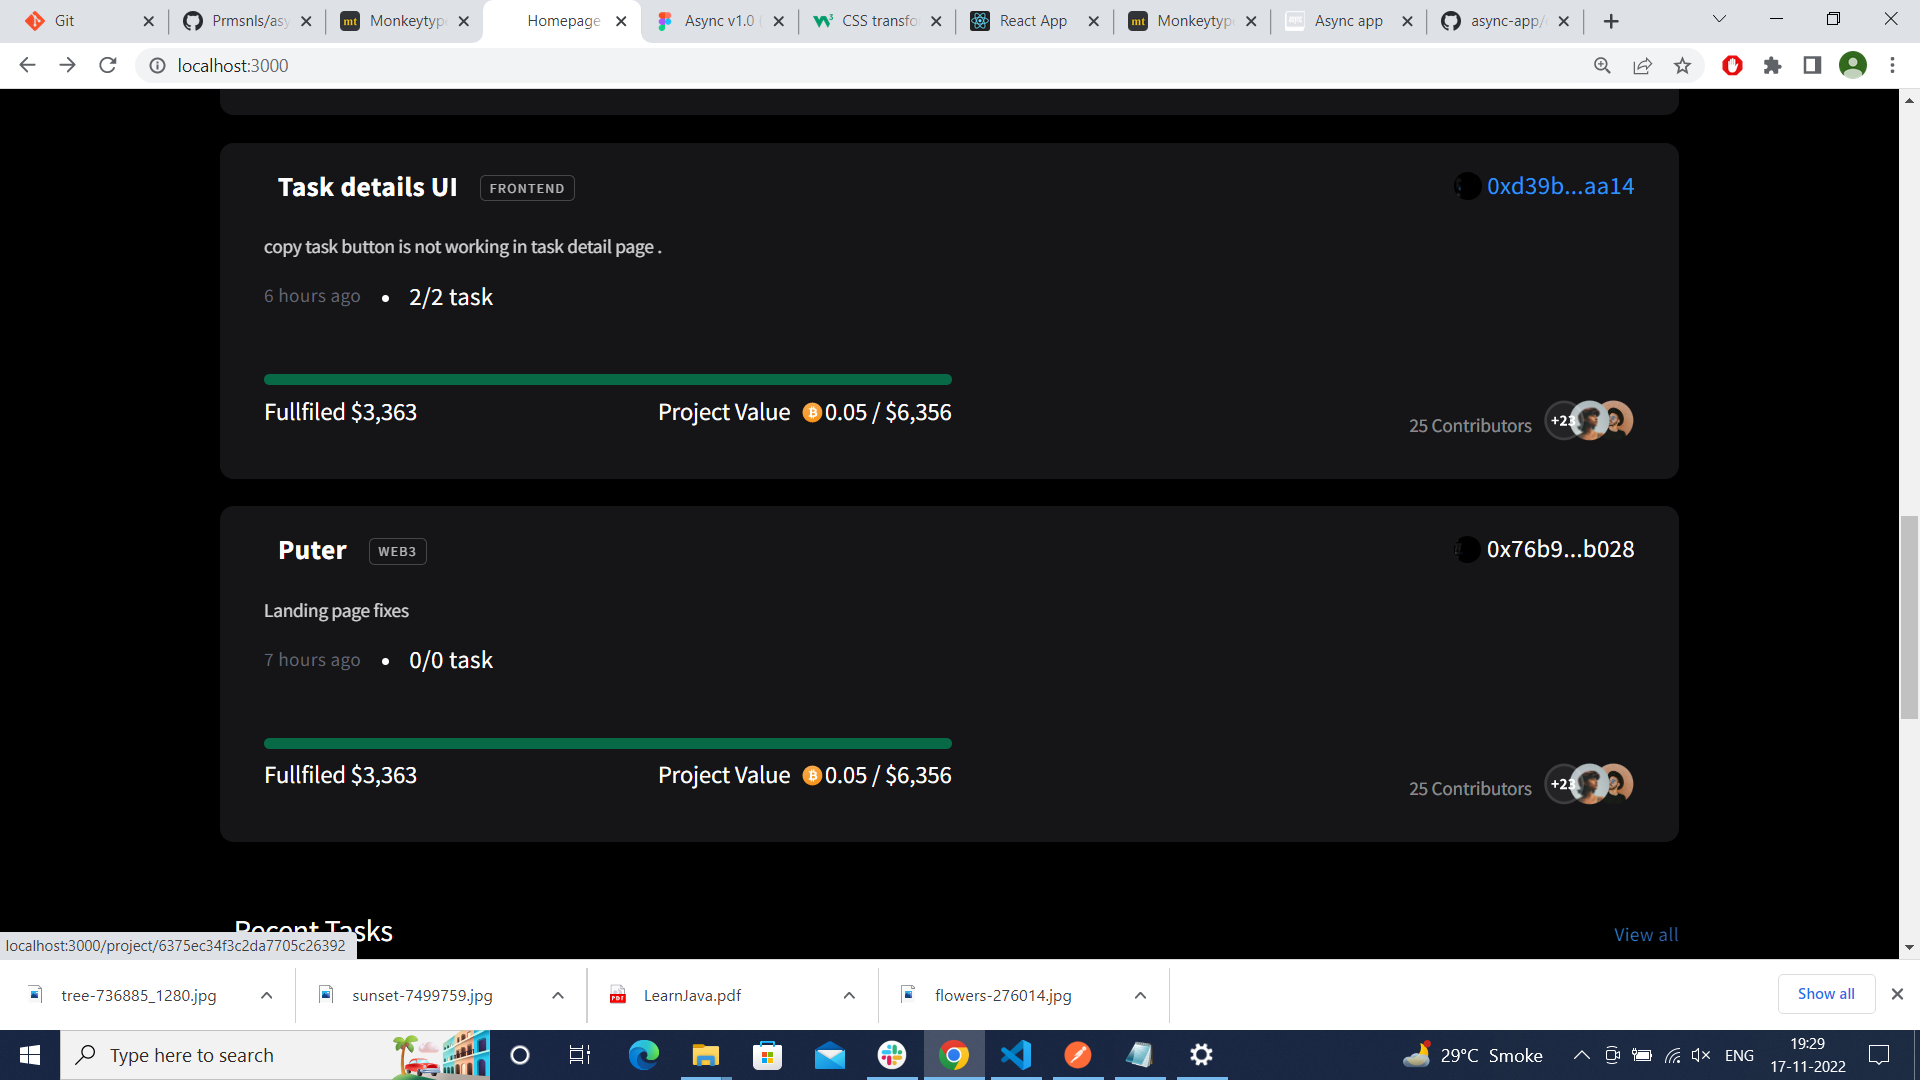 Git
Prmsnls/asy
Monkeytype
Homepage
Async v1.0 (
CSS transfo
React App
Monkeytype
Async app
async-app/
localhost:3000
Task details UI FRONTEND 0xd39b...aa14
copy task button is not working in task detail page .
6 hours ago • 2/2 task
Fullfiled $3,363 Project Value 0.05 / $6,356
25 Contributors +23
Puter WEB3 0x76b9...b028
Landing page fixes
7 hours ago • 0/0 task
Fullfiled $3,363 Project Value 0.05 / $6,356
25 Contributors +23
Recent Tasks View all
localhost:3000/project/6375ec34f3c2da7705c26392
tree-736885_1280.jpg
sunset-7499759.jpg
LearnJava.pdf
flowers-276014.jpg
Show all
Type here to search
29°C Smoke
ENG
19:29
17-11-2022